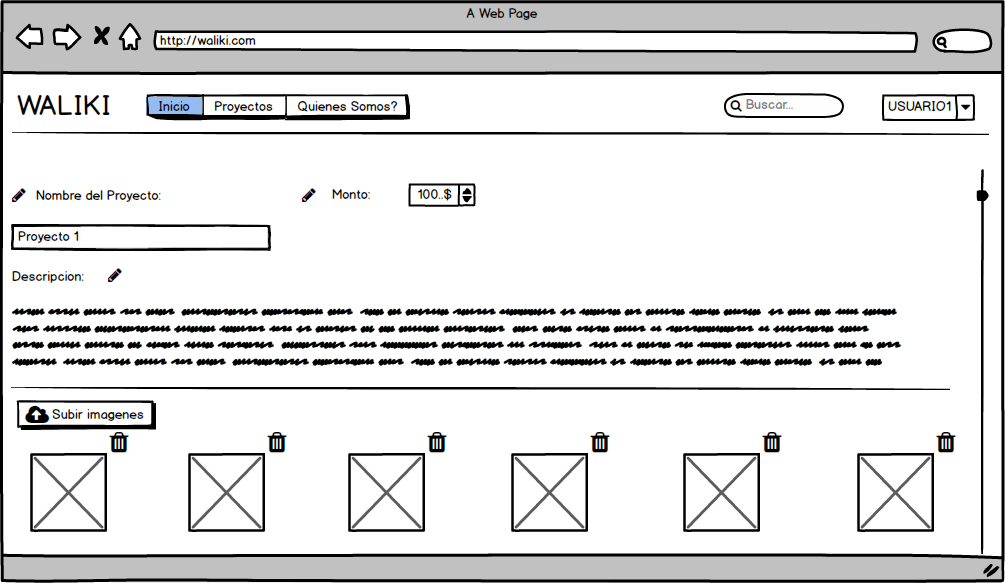 A Web Page
http://waliki.com
WALIKI
Inicio Proyectos Quienes Somos?
Buscar...
USUARIO1
Nombre del Proyecto:
Monto:
100..$
Proyecto 1
Descripcion:
Subir imagenes